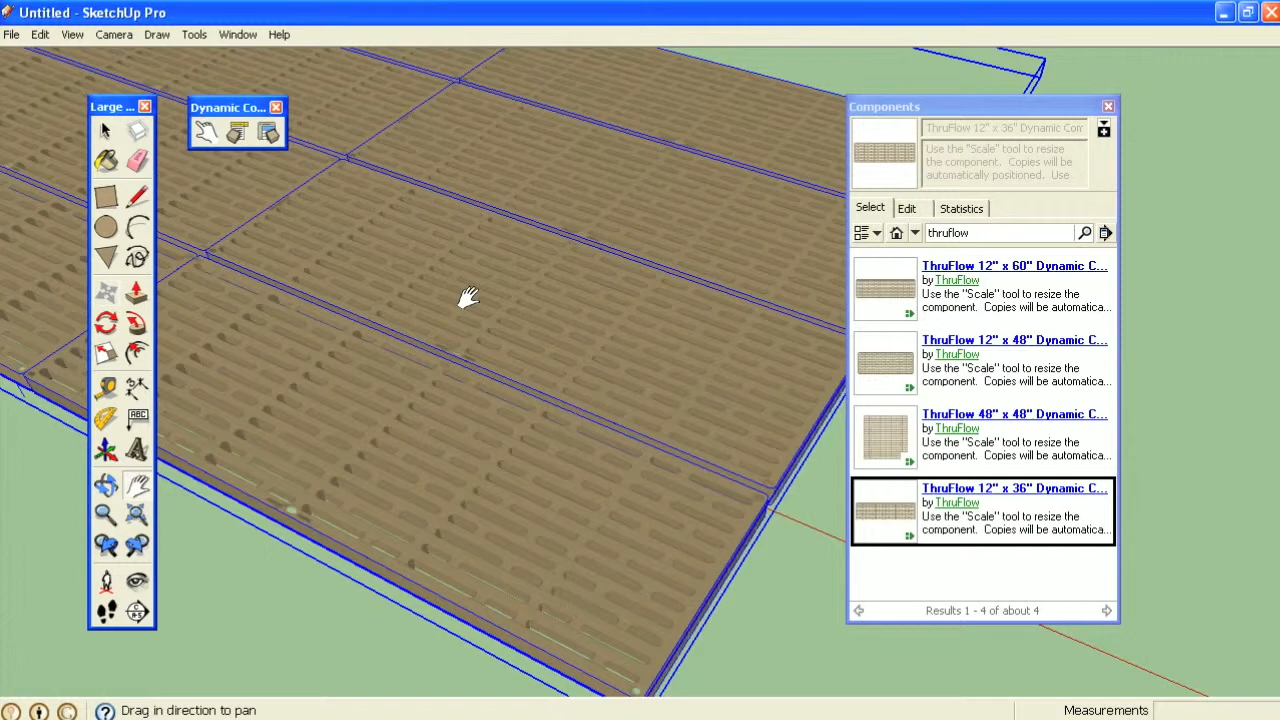 Untitled - SketchUp Pro
File Edit View Camera Draw Tools Window Help
Large ...
Dynamic Co...
ABC
Components
ThruFlow 12" x 36" Dynamic Com
Use the "Scale" tool to resize
the component. Copies will be
automatically positioned. Use
Select Edit Statistics
thruflow
ThruFlow 12" x 60" Dynamic C...
by ThruFlow
Use the "Scale" tool to resize the
component. Copies will be automatica...
ThruFlow 12" x 48" Dynamic C...
by ThruFlow
Use the "Scale" tool to resize the
component. Copies will be automatica...
ThruFlow 48" x 48" Dynamic C...
by ThruFlow
Use the "Scale" tool to resize the
component. Copies will be automatica...
ThruFlow 12" x 36" Dynamic C...
by ThruFlow
Use the "Scale" tool to resize the
component. Copies will be automatica...
Results 1 - 4 of about 4
Drag in direction to pan
Measurements